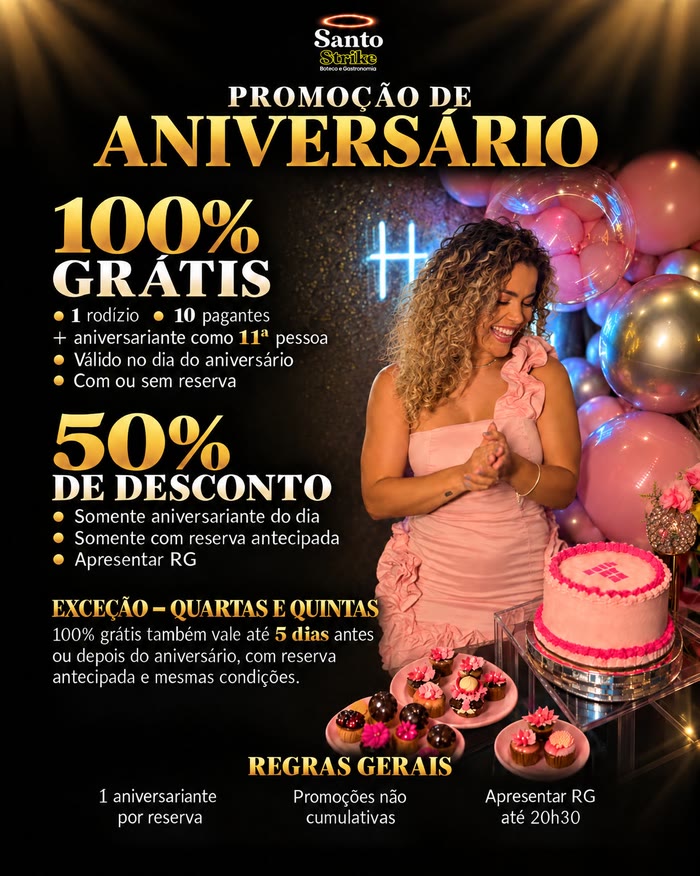 Santo
Strike
Boteco e Gastronomia
PROMOÇÃO DE
ANIVERSÁRIO
100%
GRÁTIS
• 1 rodízio • 10 pagantes
+ aniversariante como 11ª pessoa
• Válido no dia do aniversário
• Com ou sem reserva
50%
DE DESCONTO
• Somente aniversariante do dia
• Somente com reserva antecipada
• Apresentar RG
EXCEÇÃO – QUARTAS E QUINTAS
100% grátis também vale até 5 dias antes
ou depois do aniversário, com reserva
antecipada e mesmas condições.
REGRAS GERAIS
1 aniversariante
por reserva
Promoções não
cumulativas
Apresentar RG
até 20h30